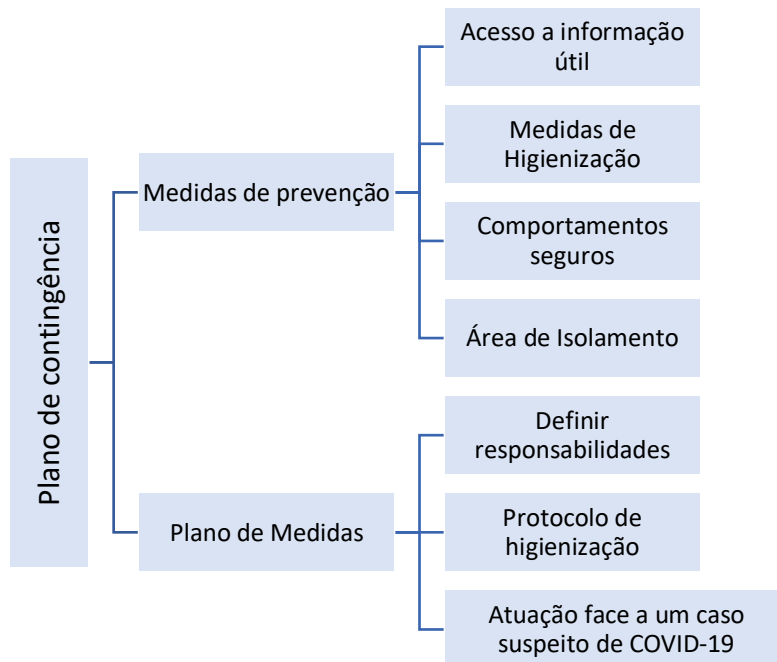 Plano de contingência
Medidas de prevenção
Acesso a informação
útil
Medidas de
Higienização
Comportamentos
seguros
Área de Isolamento
Plano de Medidas
Definir
responsabilidades
Protocolo de
higienização
Atuação face a um caso
suspeito de COVID-19